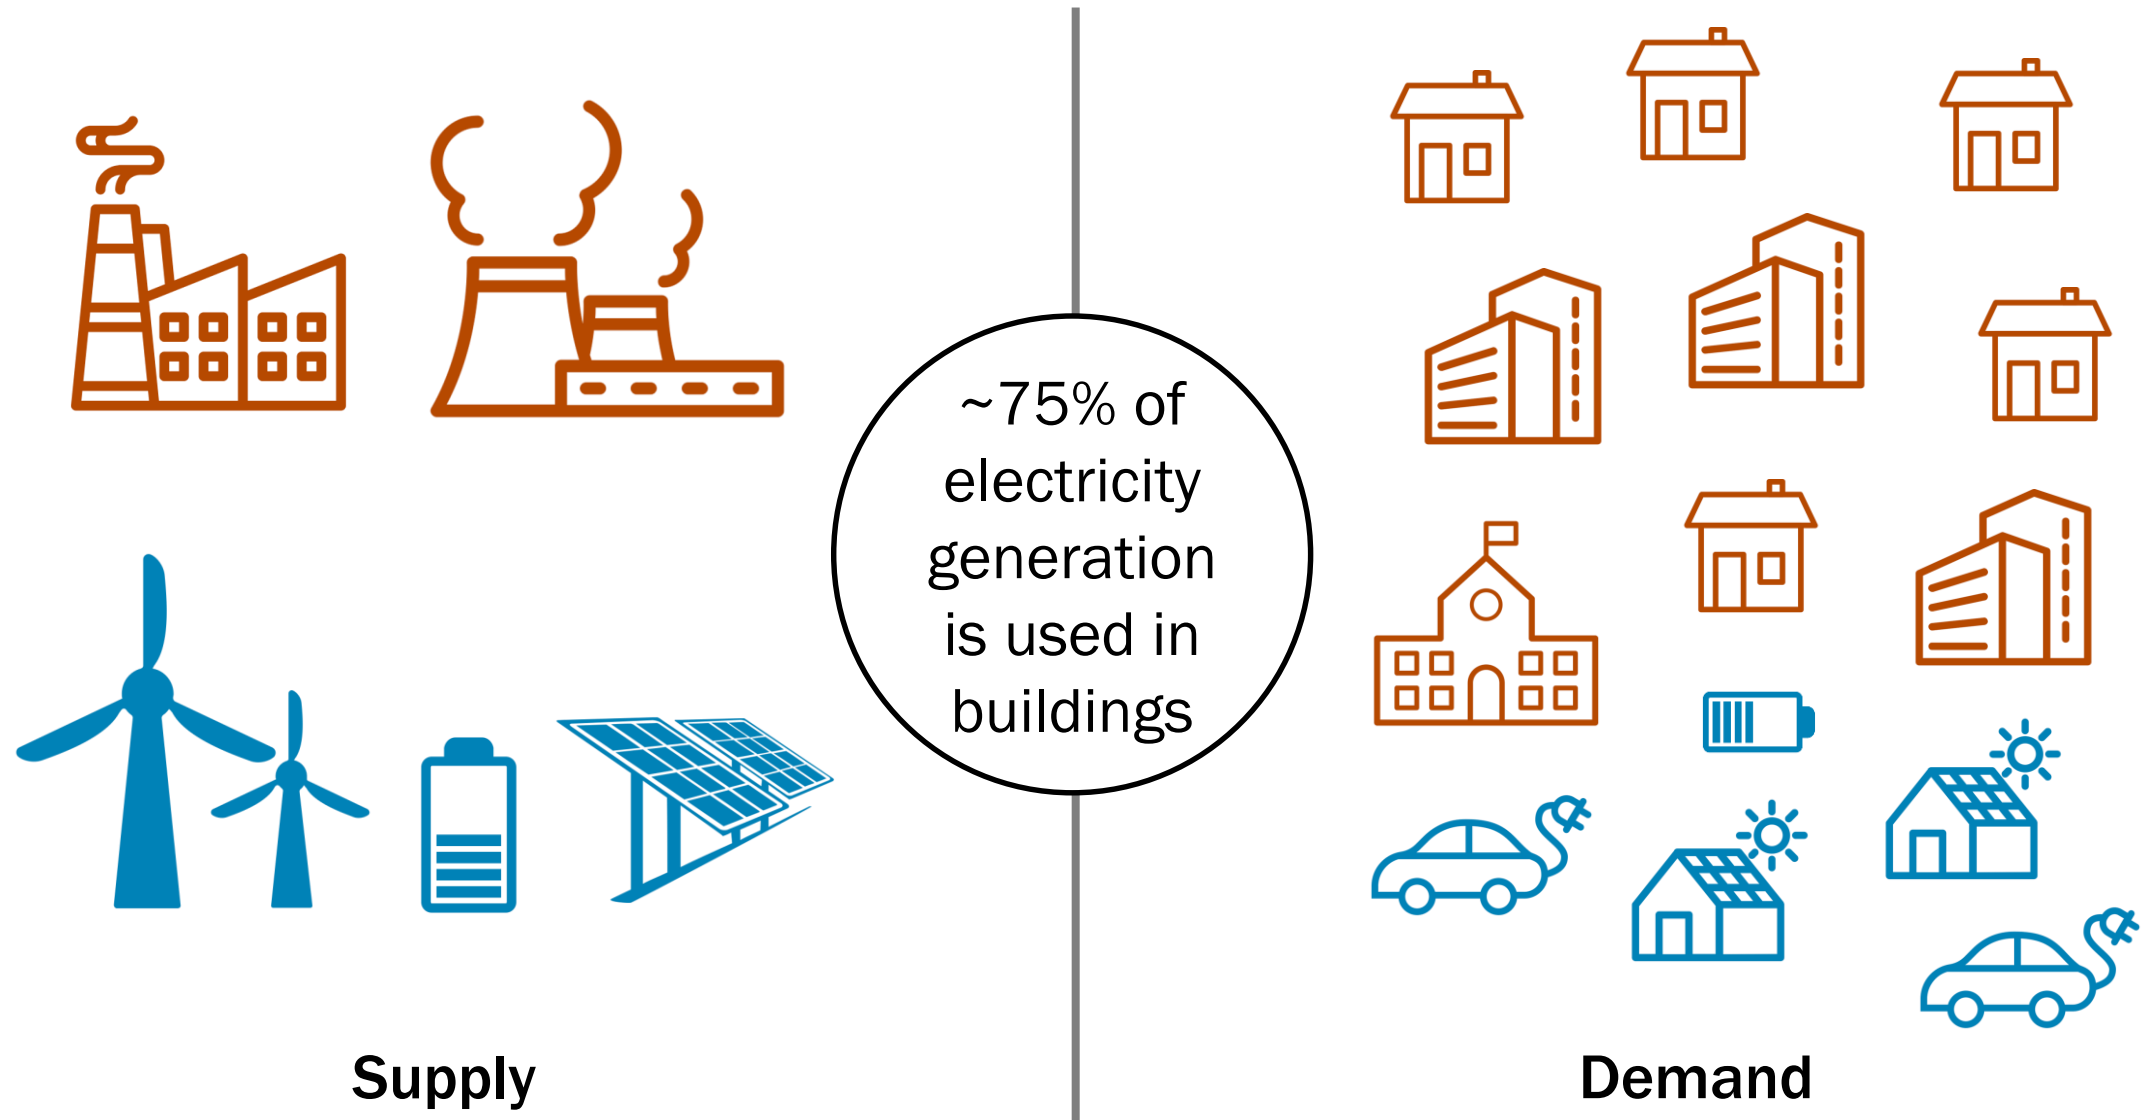 ~75% of
electricity
generation
is used in
buildings
Supply
Demand